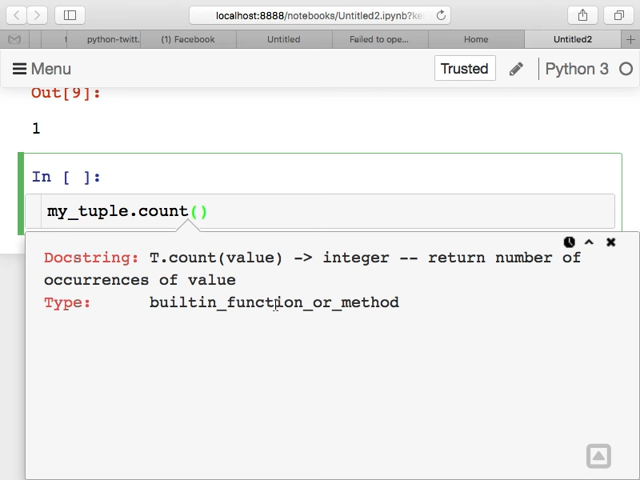 localhost:8888/notebooks/Untitled2.ipynb?ke
python-twitt. (1) Facebook Untitled Failed to ope... Home Untitled2 +
Menu Trusted Python 3
Out[9]:
1
In [ ]:
my_tuple.count()
Docstring: T.count(value) -> integer -- return number of
occurrences of value
Type: builtin_function_or_method